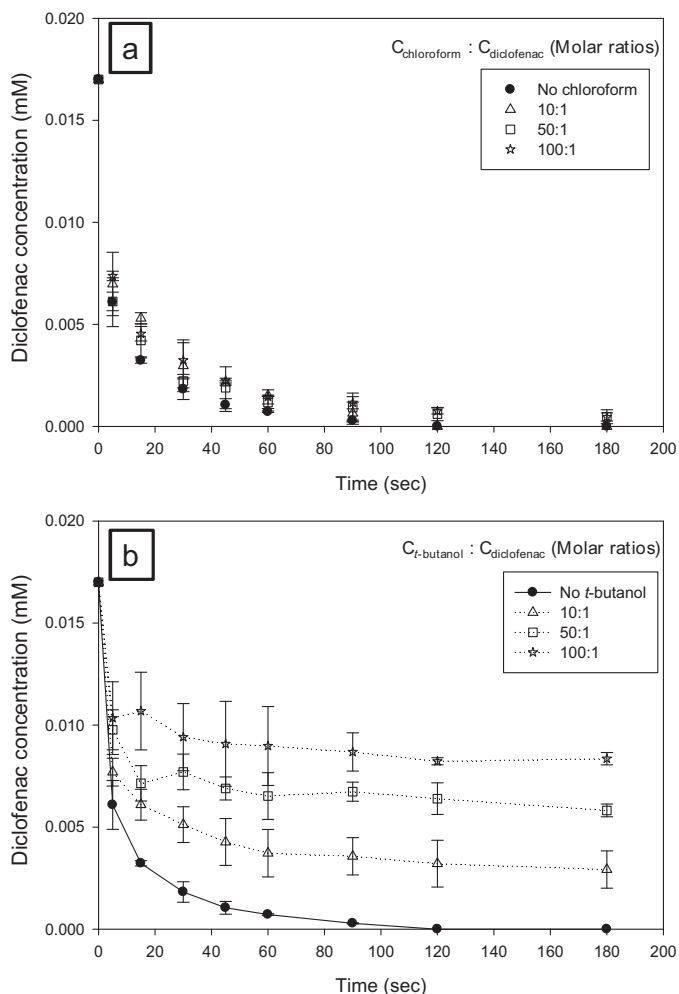 a
C_chloroform : C_diclofenac (Molar ratios)
No chloroform
10:1
50:1
100:1
Diclofenac concentration (mM)
0.020
0.015
0.010
0.005
0.000
0 20 40 60 80 100 120 140 160 180 200
Time (sec)
b
C_t-butanol : C_diclofenac (Molar ratios)
No t-butanol
10:1
50:1
100:1
Diclofenac concentration (mM)
0.020
0.015
0.010
0.005
0.000
0 20 40 60 80 100 120 140 160 180 200
Time (sec)